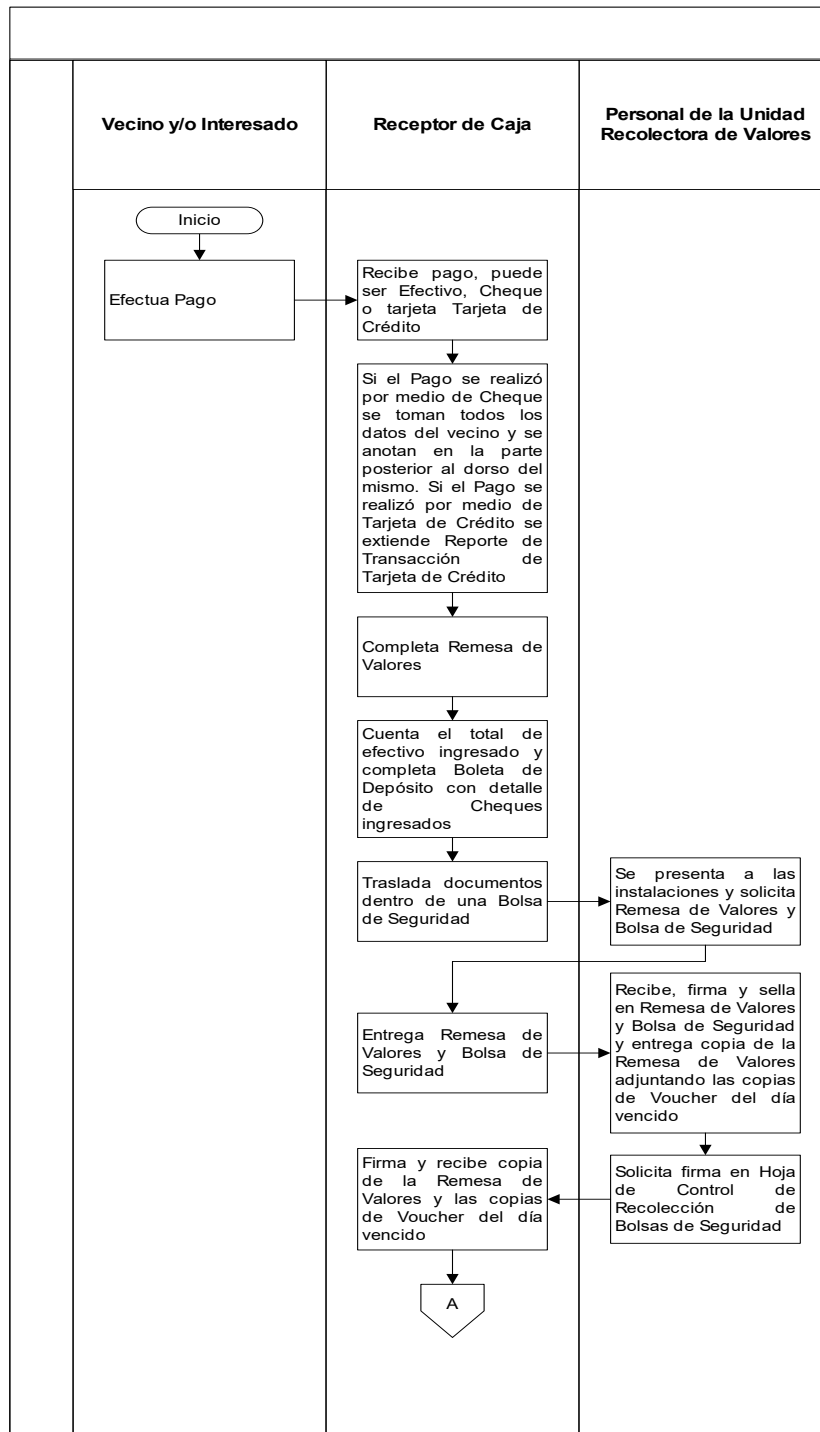 Vecino y/o Interesado
Receptor de Caja
Personal de la Unidad
Recolectora de Valores
Inicio
Efectua Pago
Recibe pago, puede
ser Efectivo, Cheque
o tarjeta Tarjeta de
Crédito
Si el Pago se realizó
por medio de Cheque
se toman todos los
datos del vecino y se
anotan en la parte
posterior al dorso del
mismo. Si el Pago se
realizó por medio de
Tarjeta de Crédito se
extiende Reporte de
Transacción de
Tarjeta de Crédito
Completa Remesa de
Valores
Cuenta el total de
efectivo ingresado y
completa Boleta de
Depósito con detalle
de Cheques
ingresados
Traslada documentos
dentro de una Bolsa
de Seguridad
Se presenta a las
instalaciones y solicita
Remesa de Valores y
Bolsa de Seguridad
Entrega Remesa de
Valores y Bolsa de
Seguridad
Recibe, firma y sella
en Remesa de Valores
y Bolsa de Seguridad
y entrega copia de la
Remesa de Valores
adjuntando las copias
de Voucher del día
vencido
Solicita firma en Hoja
de Control de
Recolección de
Bolsas de Seguridad
Firma y recibe copia
de la Remesa de
Valores y las copias
de Voucher del día
vencido
A